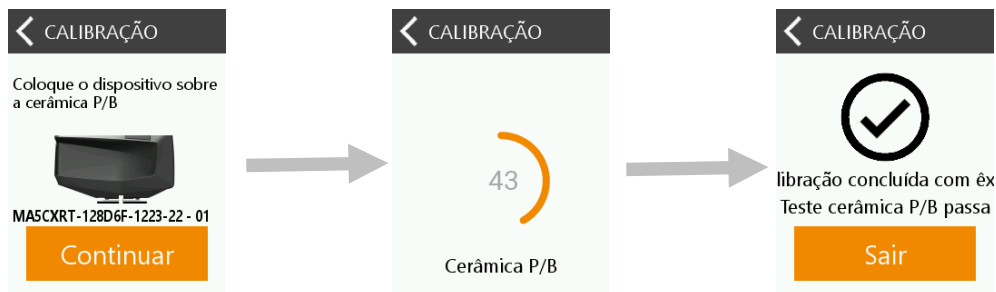 CALIBRAÇÃO
Coloque o dispositivo sobre
a cerâmica P/B
MA5CXRT-128D6F-1223-22 - 01
Continuar
CALIBRAÇÃO
43
Cerâmica P/B
CALIBRAÇÃO
libração concluída com êx
Teste cerâmica P/B passa
Sair